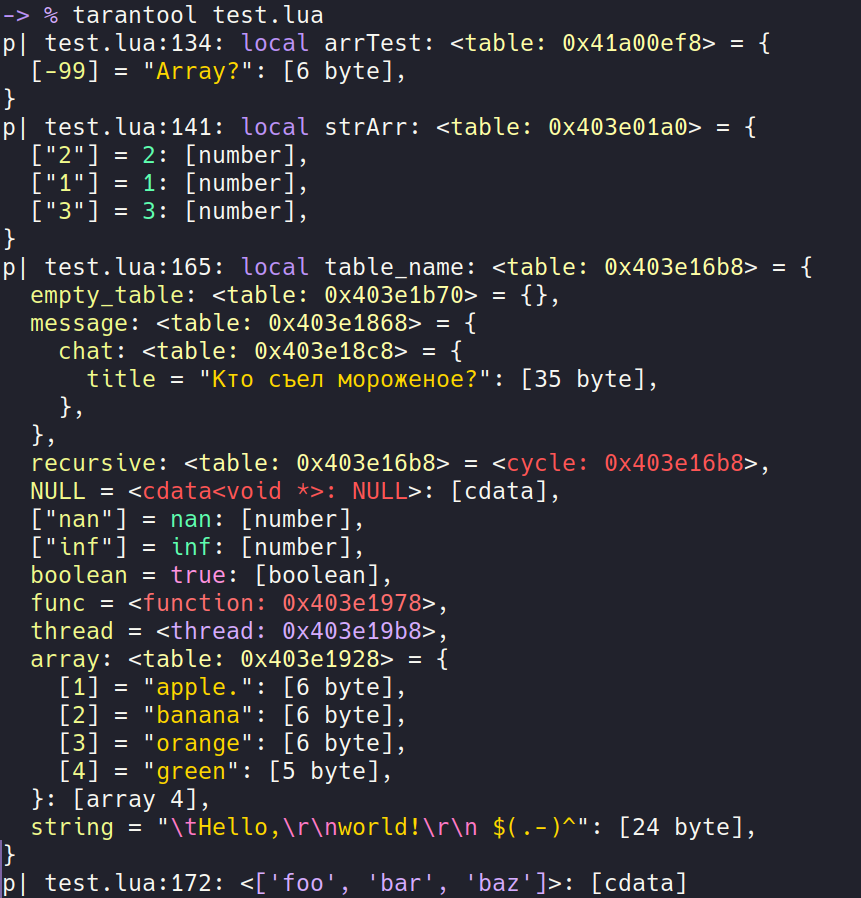 -> % tarantool test.lua
p| test.lua:134: local arrTest: <table: 0x41a00ef8> = {
  [-99] = "Array?": [6 byte],
}
p| test.lua:141: local strArr: <table: 0x403e01a0> = {
  ["2"] = 2: [number],
  ["1"] = 1: [number],
  ["3"] = 3: [number],
}
p| test.lua:165: local table_name: <table: 0x403e16b8> = {
  empty_table: <table: 0x403e1b70> = {},
  message: <table: 0x403e1868> = {
    chat: <table: 0x403e18c8> = {
      title = "Кто съел мороженое?": [35 byte],
    },
  },
  recursive: <table: 0x403e16b8> = <cycle: 0x403e16b8>,
  NULL = <cdata<void *>: NULL>: [cdata],
  ["nan"] = nan: [number],
  ["inf"] = inf: [number],
  boolean = true: [boolean],
  func = <function: 0x403e1978>,
  thread = <thread: 0x403e19b8>,
  array: <table: 0x403e1928> = {
    [1] = "apple.": [6 byte],
    [2] = "banana": [6 byte],
    [3] = "orange": [6 byte],
    [4] = "green": [5 byte],
  }: [array 4],
  string = "\tHello,\r\nworld!\r\n $(.-)^": [24 byte],
}
p| test.lua:172: <['foo', 'bar', 'baz']>: [cdata]